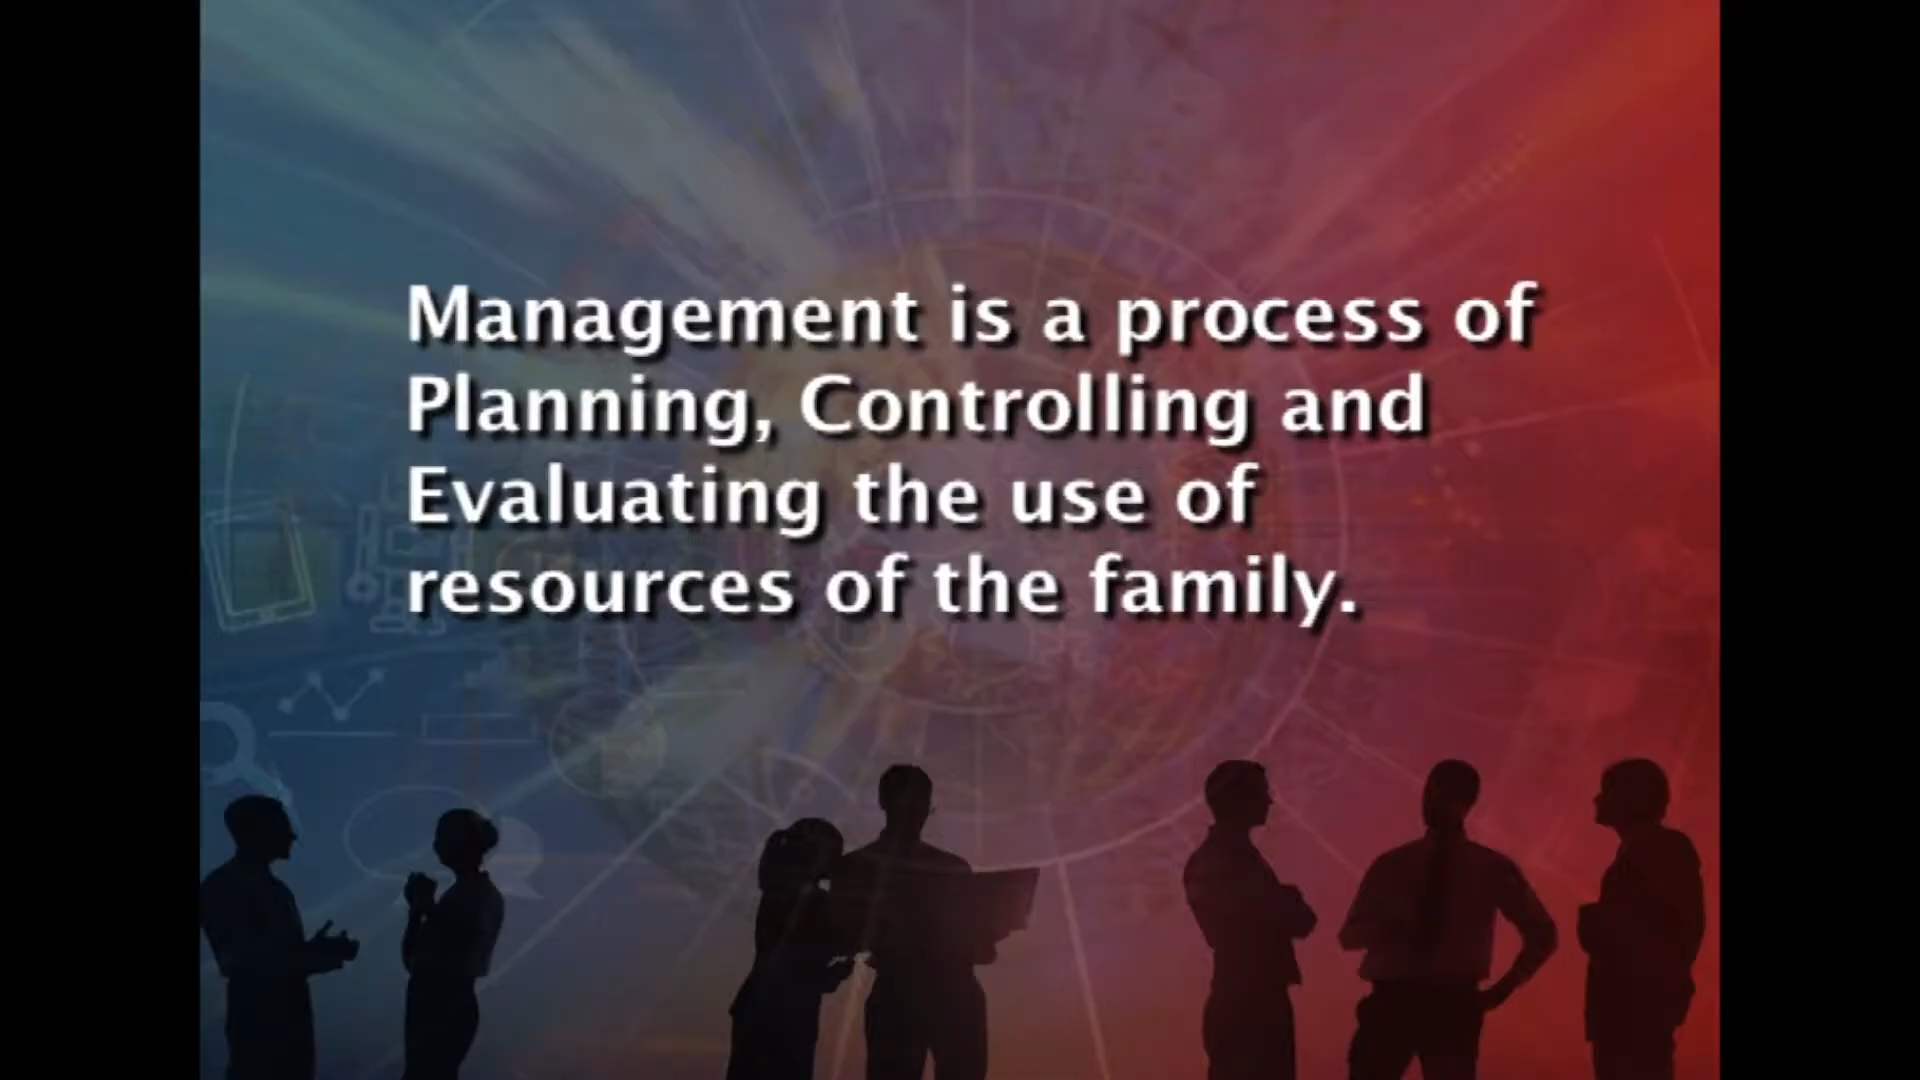 Management is a process of
Planning, Controlling and
Evaluating the use of
resources of the family.